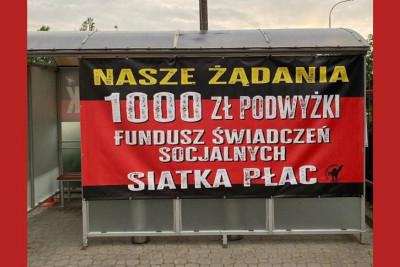 NASZE ŻĄDANIA
1000 ZŁ PODWYŻKI
FUNDUSZ ŚWIADCZEŃ
SOCJALNYCH
SIATKA PŁAC